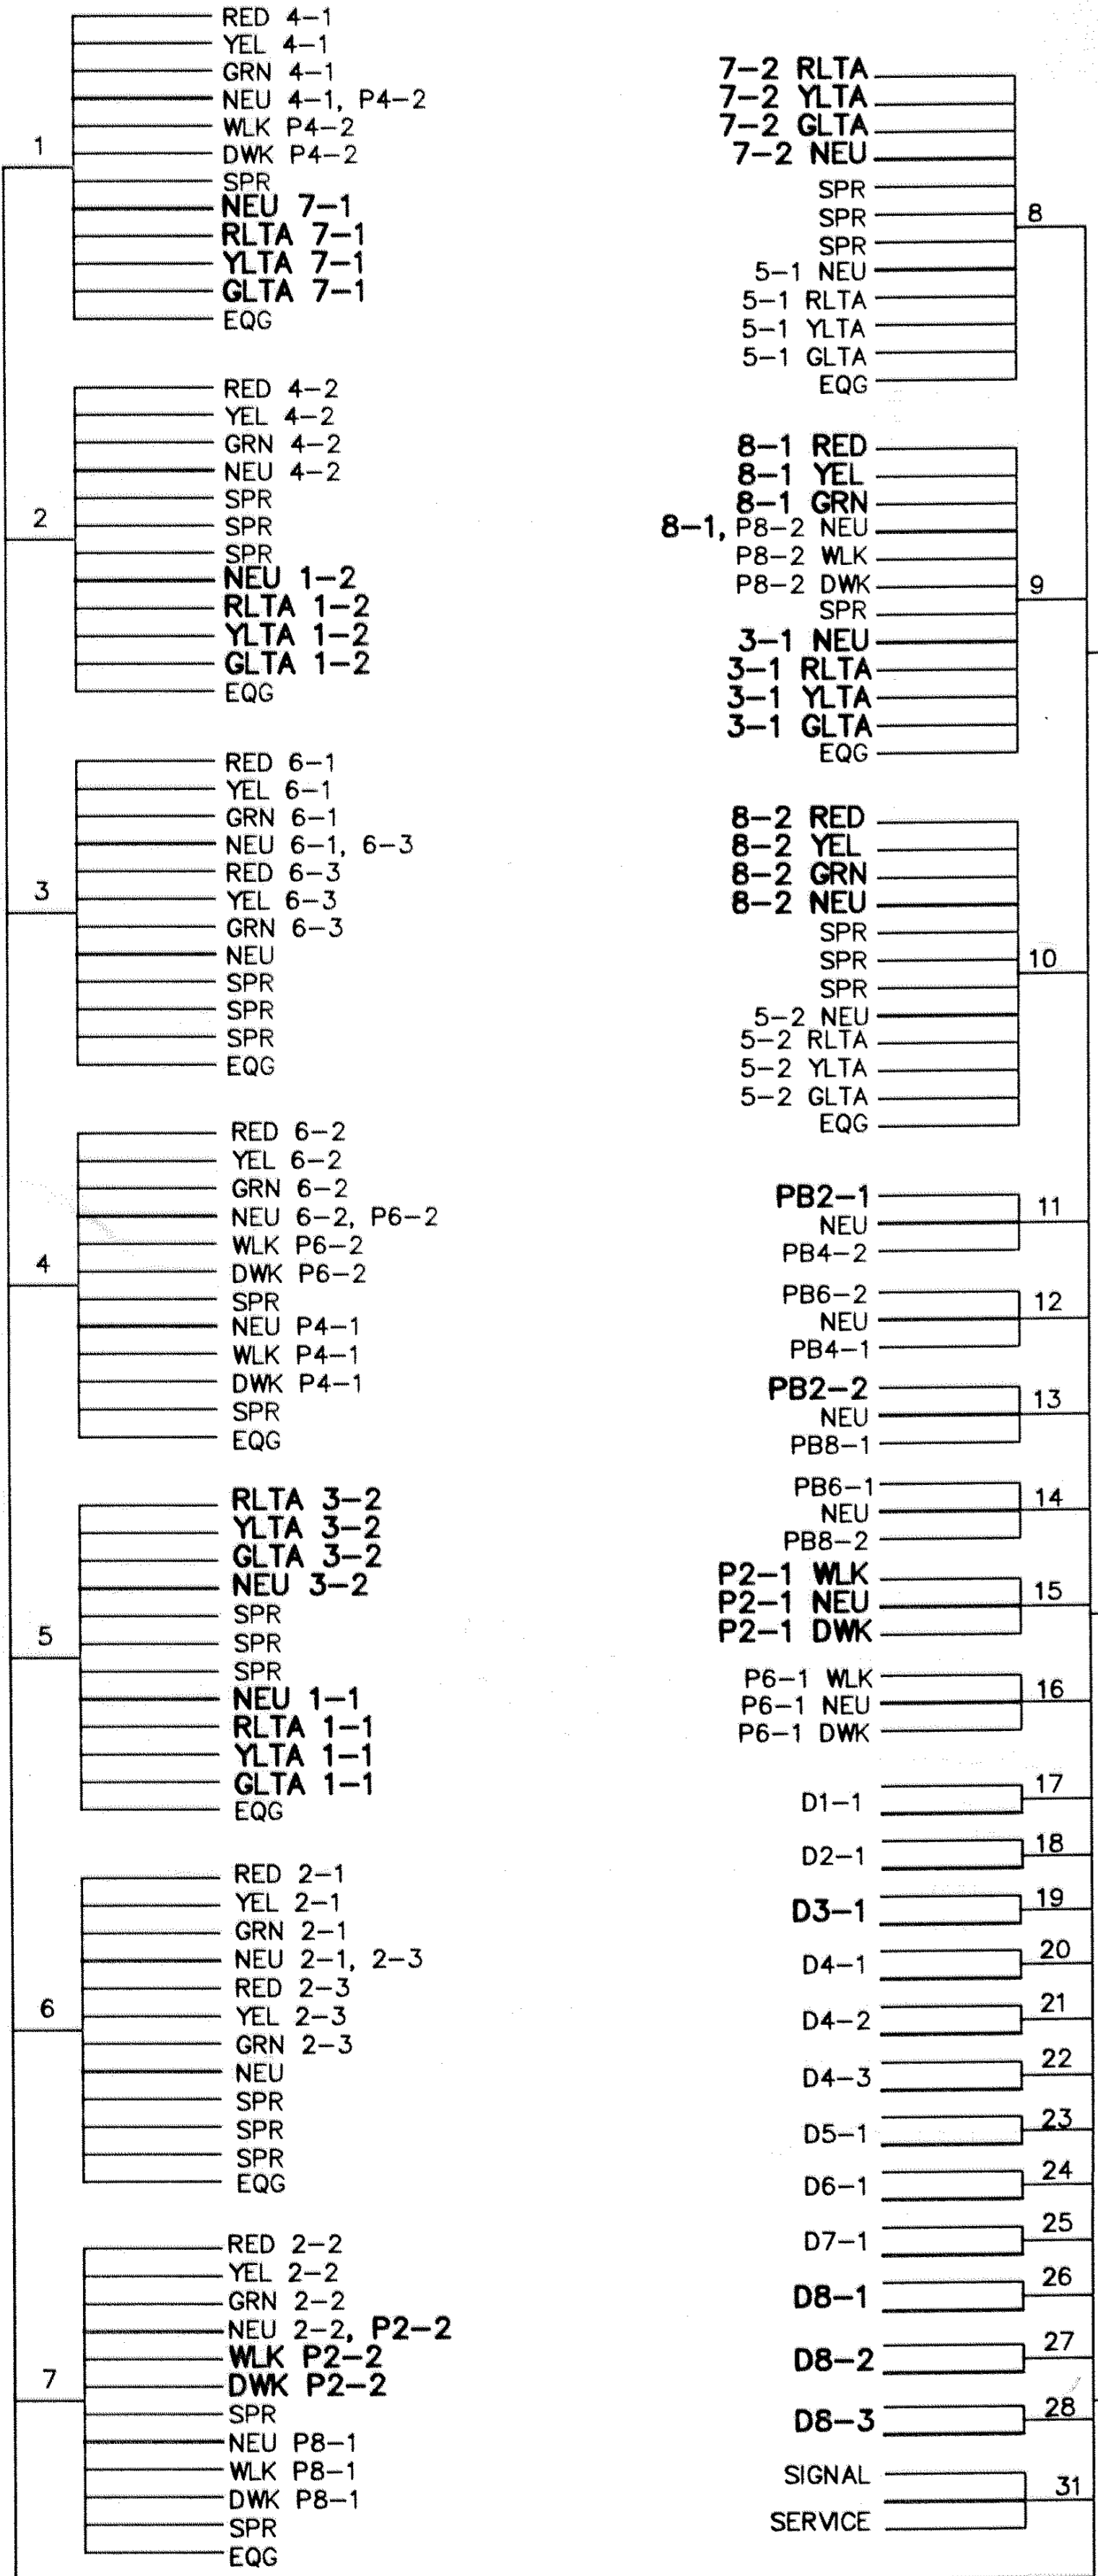 1
RED 4-1
YEL 4-1
GRN 4-1
NEU 4-1, P4-2
WLK P4-2
DWK P4-2
SPR
NEU 7-1
RLTA 7-1
YLTA 7-1
GLTA 7-1
EQG
2
RED 4-2
YEL 4-2
GRN 4-2
NEU 4-2
SPR
SPR
SPR
NEU 1-2
RLTA 1-2
YLTA 1-2
GLTA 1-2
EQG
3
RED 6-1
YEL 6-1
GRN 6-1
NEU 6-1, 6-3
RED 6-3
YEL 6-3
GRN 6-3
NEU
SPR
SPR
SPR
EQG
4
RED 6-2
YEL 6-2
GRN 6-2
NEU 6-2, P6-2
WLK P6-2
DWK P6-2
SPR
NEU P4-1
WLK P4-1
DWK P4-1
SPR
EQG
5
RLTA 3-2
YLTA 3-2
GLTA 3-2
NEU 3-2
SPR
SPR
SPR
NEU 1-1
RLTA 1-1
YLTA 1-1
GLTA 1-1
EQG
6
RED 2-1
YEL 2-1
GRN 2-1
NEU 2-1, 2-3
RED 2-3
YEL 2-3
GRN 2-3
NEU
SPR
SPR
SPR
EQG
7
RED 2-2
YEL 2-2
GRN 2-2
NEU 2-2, P2-2
WLK P2-2
DWK P2-2
SPR
NEU P8-1
WLK P8-1
DWK P8-1
SPR
EQG
7-2 RLTA
7-2 YLTA
7-2 GLTA
7-2 NEU
SPR
SPR
SPR
5-1 NEU
5-1 RLTA
5-1 YLTA
5-1 GLTA
EQG
8
8-1 RED
8-1 YEL
8-1 GRN
8-1, P8-2 NEU
P8-2 WLK
P8-2 DWK
SPR
3-1 NEU
3-1 RLTA
3-1 YLTA
3-1 GLTA
EQG
9
8-2 RED
8-2 YEL
8-2 GRN
8-2 NEU
SPR
SPR
SPR
5-2 NEU
5-2 RLTA
5-2 YLTA
5-2 GLTA
EQG
10
PB2-1
NEU
PB4-2
11
PB6-2
NEU
PB4-1
12
PB2-2
NEU
PB8-1
13
PB6-1
NEU
PB8-2
14
P2-1 WLK
P2-1 NEU
P2-1 DWK
15
P6-1 WLK
P6-1 NEU
P6-1 DWK
16
D1-1 17
D2-1 18
D3-1 19
D4-1 20
D4-2 21
D4-3 22
D5-1 23
D6-1 24
D7-1 25
D8-1 26
D8-2 27
D8-3 28
SIGNAL
SERVICE
31